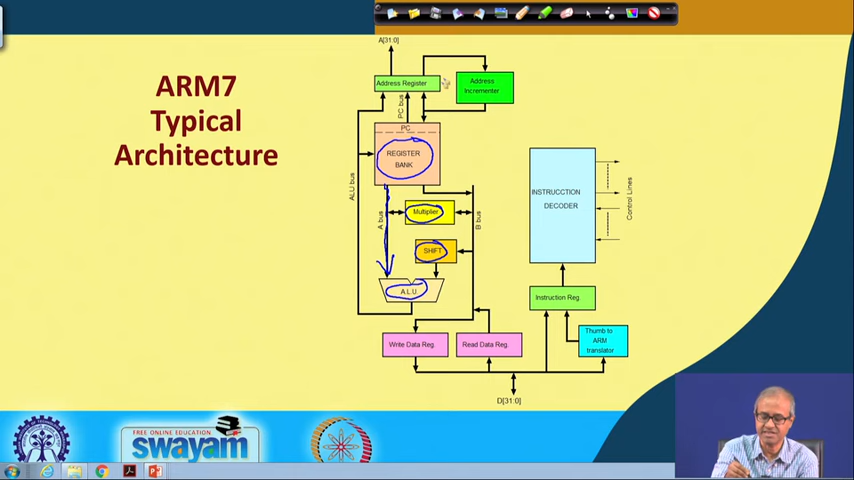 ARM7
Typical
Architecture
A[31:0]
Address Register
Address
Incrementer
PC bus
PC
REGISTER
BANK
ALU bus
A bus
Multiplier
B bus
SHIFT
A.L.U
Write Data Reg.
Read Data Reg.
D[31:0]
INSTRUCCTION
DECODER
Control Lines
Instruction Reg.
Thumb to
ARM
translator
FREE ONLINE EDUCATION
swayam